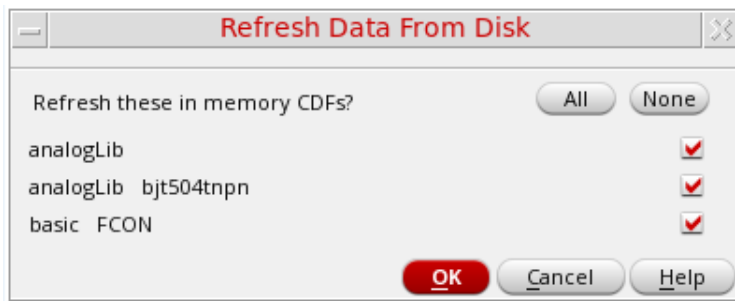 Refresh Data From Disk
Refresh these in memory CDFs? All None
analogLib
analogLib bjt504tnpn
basic FCON
OK Cancel Help